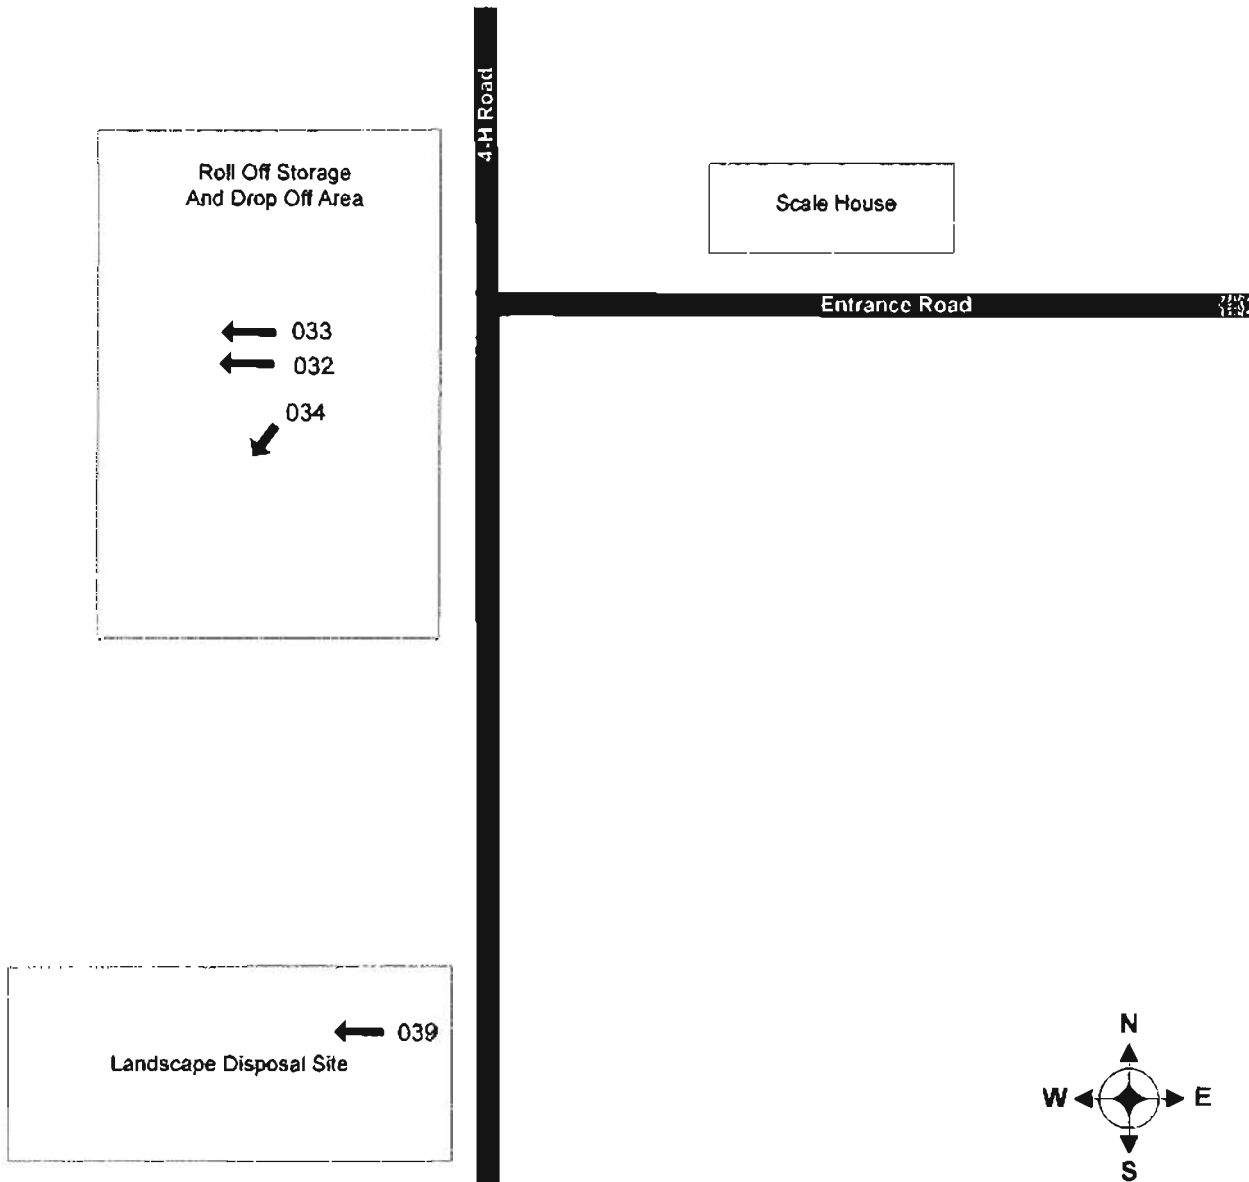 4-H Road
Roll Off Storage
And Drop Off Area
Scale House
Entrance Road
033
032
034
039
Landscape Disposal Site
N
W
E
S